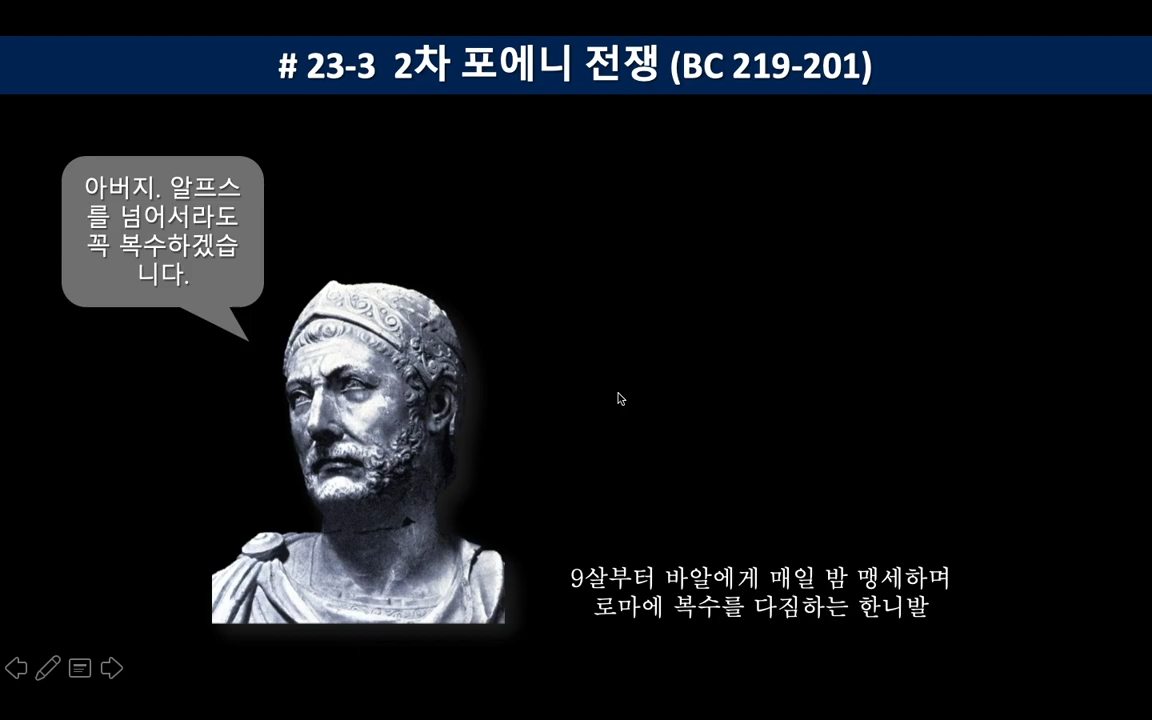 # 23-3 2차 포에니 전쟁 (BC 219-201)
아버지. 알프스
를 넘어서라도
꼭 복수하겠습
니다.
9살부터 바알에게 매일 밤 맹세하며
로마에 복수를 다짐하는 한니발